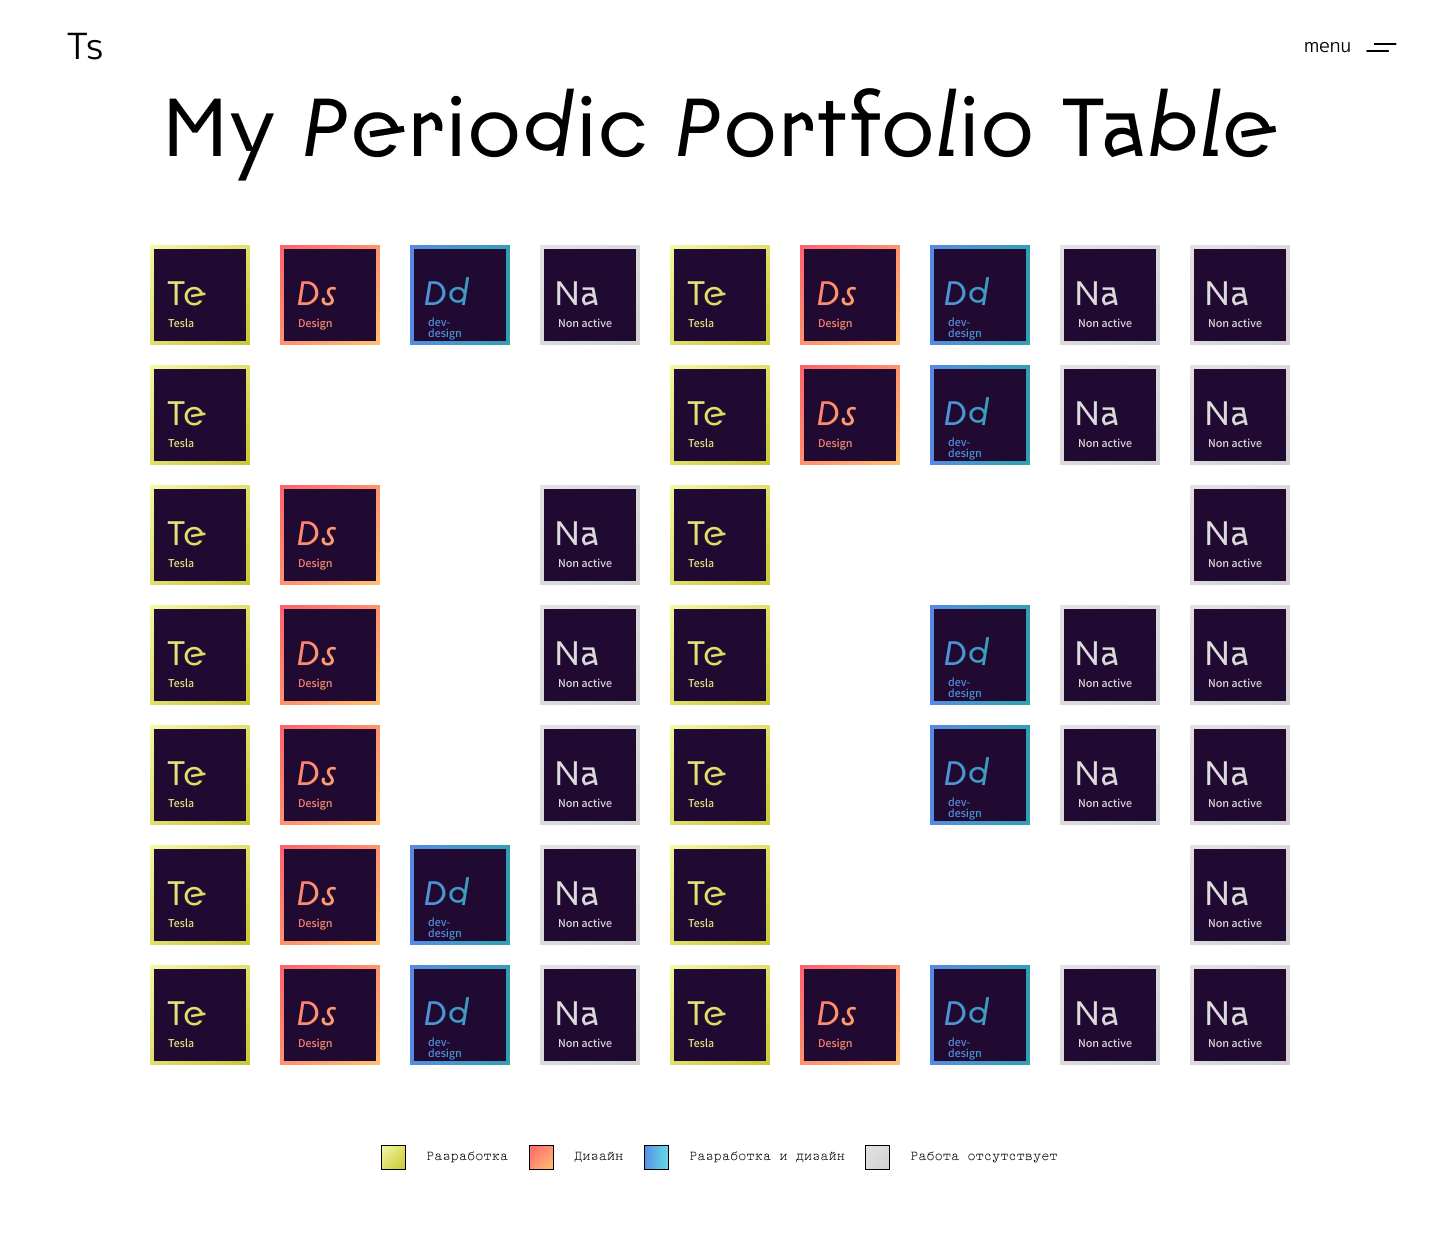 Ts menu
My Periodic Portfolio Table
Te Ds Dd Na Te Ds Dd Na Na
Tesla Design dev- Non active Tesla Design dev- Non active Non active
design design
Te Te Ds Dd Na Na
Tesla Tesla Design dev- Non active Non active
design
Te Ds Na Te Na
Tesla Design Non active Tesla Non active
Te Ds Na Te Dd Na Na
Tesla Design Non active Tesla dev- Non active Non active
design
Te Ds Na Te Dd Na Na
Tesla Design Non active Tesla dev- Non active Non active
design
Te Ds Dd Na Te Na
Tesla Design dev- Non active Tesla Non active
design
Te Ds Dd Na Te Ds Dd Na Na
Tesla Design dev- Non active Tesla Design dev- Non active Non active
design design
Разработка Дизайн Разработка и дизайн Работа отсутствует